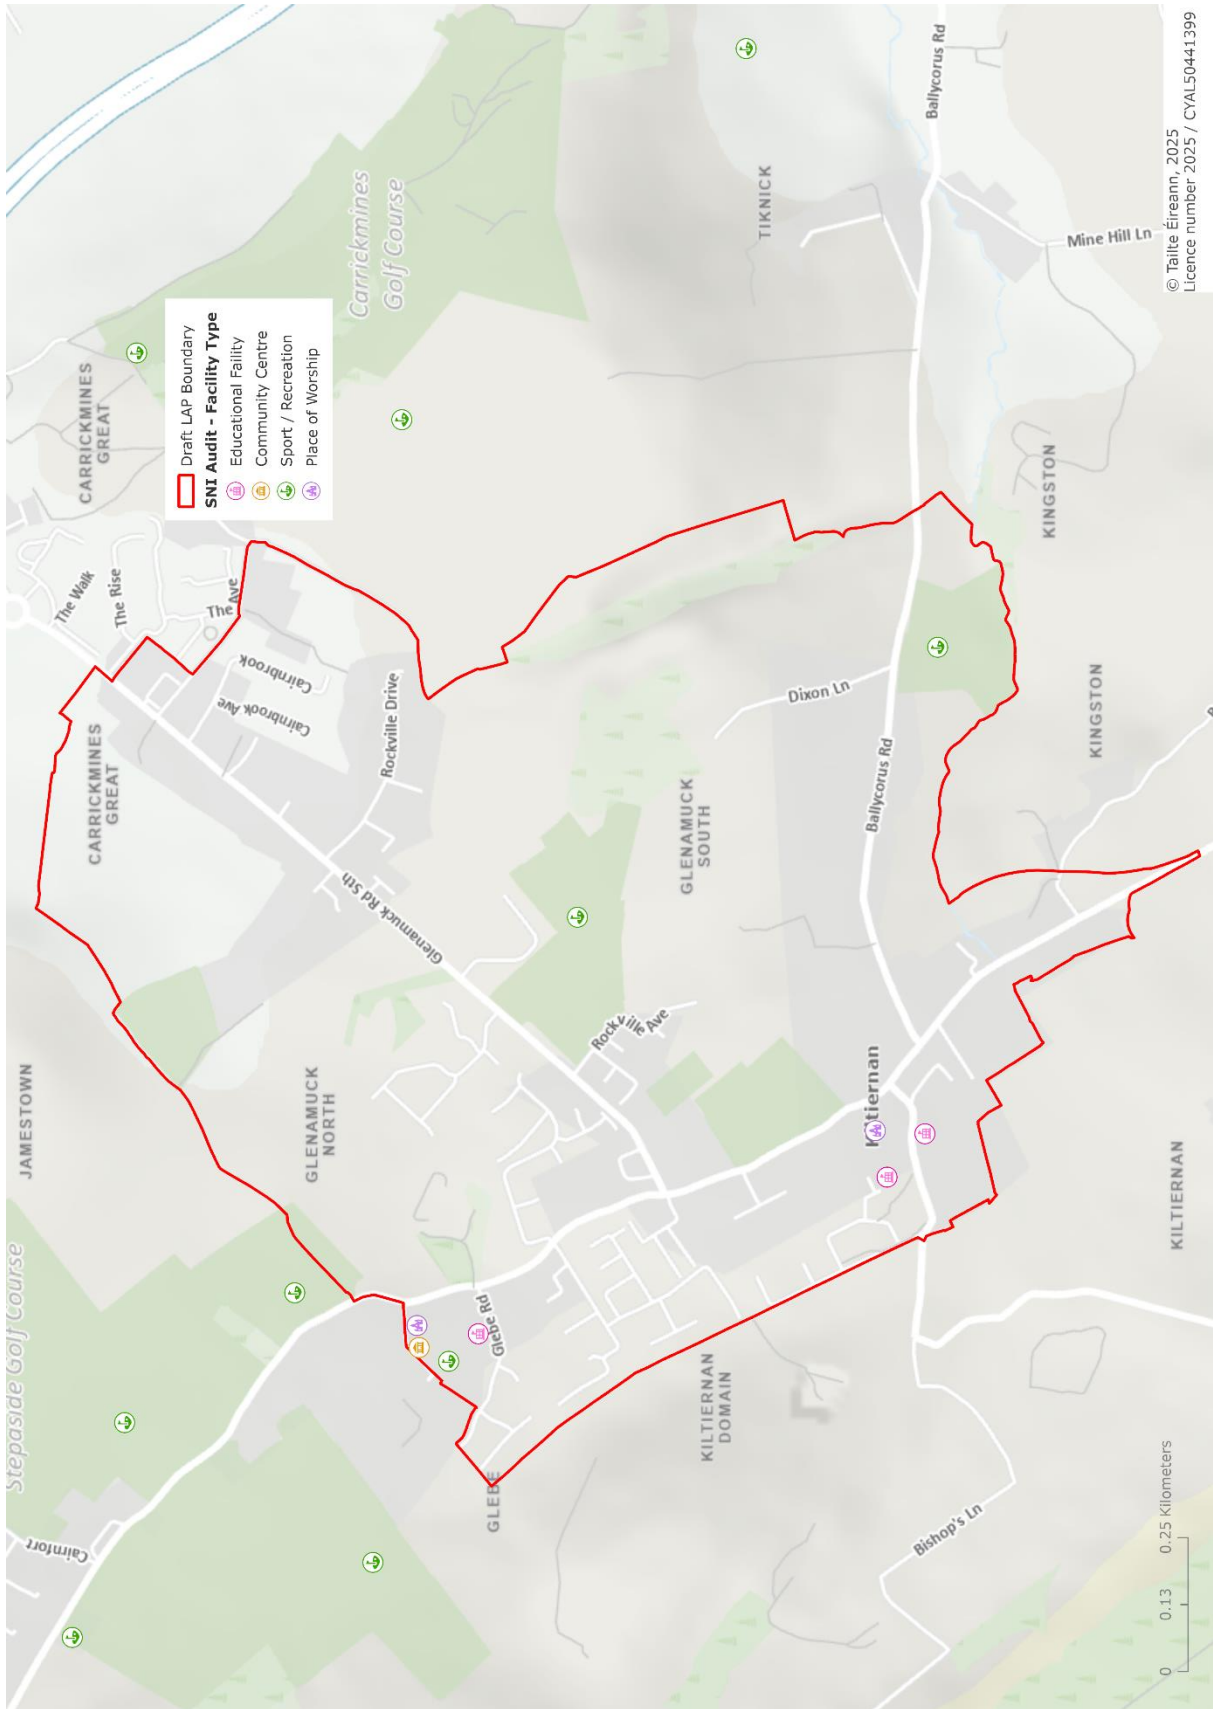 Stepaside Golf Course
JAMESTOWN
Cairnfort
CARRICKMINES
GREAT
The Walk
The Rise
The Ave
Cairnbrook
Cairnbrook Ave
CARRICKMINES
GREAT
Rockville Drive
Glenamuck Rd Sth
GLENAMUCK
NORTH
Glebe Rd
GLEBE
Rockville Ave
GLENAMUCK
SOUTH
Dixon Ln
Ballycorus Rd
Kiltiernan
KILTIERNAN
DOMAIN
Bishop's Ln
KILTIERNAN
KINGSTON
KINGSTON
Carrickmines
Golf Course
TIKNICK
Ballycorus Rd
Mine Hill Ln
Draft LAP Boundary
SNI Audit - Facility Type
Educational Faility
Community Centre
Sport / Recreation
Place of Worship
0 0.13 0.25 Kilometers
© Tailte Éireann, 2025
Licence number 2025 / CYAL50441399